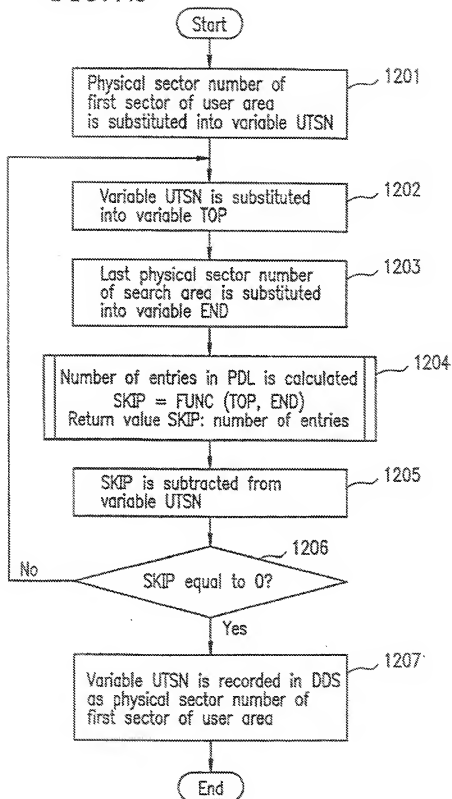 Start
Physical sector number of
first sector of user area
is substituted into variable UTSN
1201
Variable UTSN is substituted
into variable TOP
1202
Last physical sector number
of search area is substituted
into variable END
1203
Number of entries in PDL is calculated
SKIP = FUNC (TOP, END)
Return value SKIP: number of entries
1204
SKIP is subtracted from
variable UTSN
1205
1206
SKIP equal to 0?
No
Yes
Variable UTSN is recorded in DDS
as physical sector number of
first sector of user area
1207
End